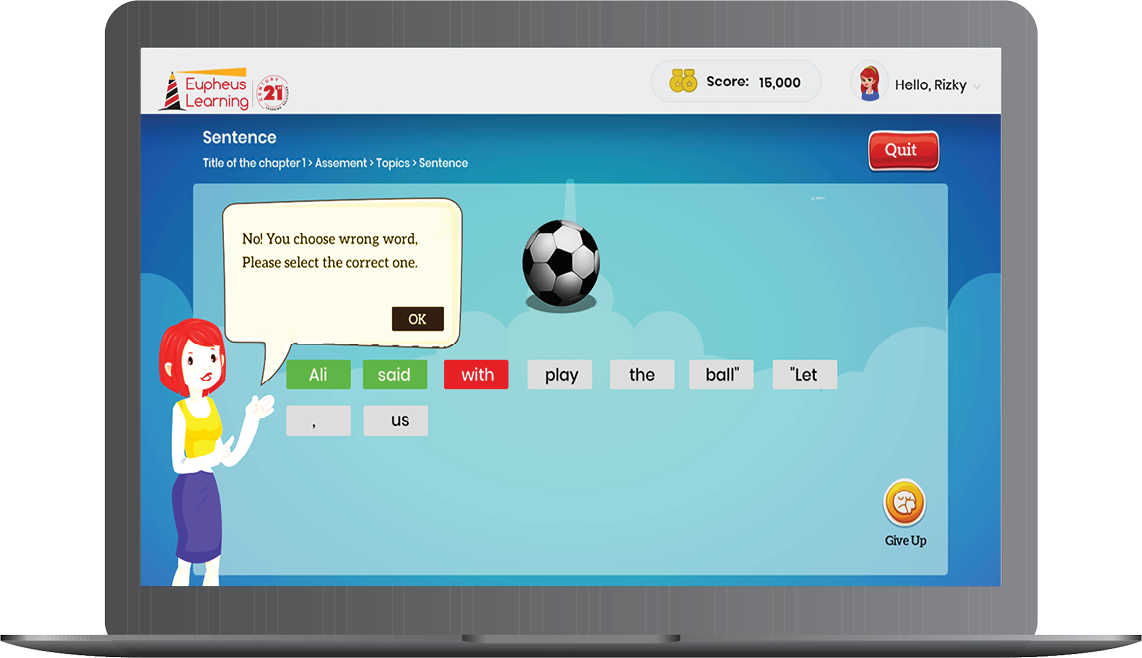 Eupheus
Learning
CENTURY
21
Score: 15,000
Hello, Rizky
Sentence
Title of the chapter 1 > Assement > Topics > Sentence
Quit
No! You choose wrong word,
Please select the correct one.
OK
Ali said with play the ball" "Let
, us
Give Up